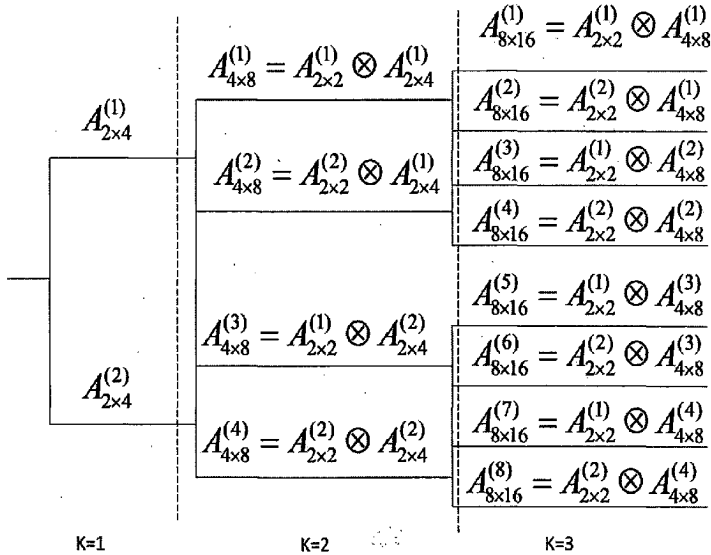 A_{2×4}^{(1)}
A_{2×4}^{(2)}
A_{4×8}^{(1)} = A_{2×2}^{(1)} ⊗ A_{2×4}^{(1)}
A_{4×8}^{(2)} = A_{2×2}^{(2)} ⊗ A_{2×4}^{(1)}
A_{4×8}^{(3)} = A_{2×2}^{(1)} ⊗ A_{2×4}^{(2)}
A_{4×8}^{(4)} = A_{2×2}^{(2)} ⊗ A_{2×4}^{(2)}
A_{8×16}^{(1)} = A_{2×2}^{(1)} ⊗ A_{4×8}^{(1)}
A_{8×16}^{(2)} = A_{2×2}^{(2)} ⊗ A_{4×8}^{(1)}
A_{8×16}^{(3)} = A_{2×2}^{(1)} ⊗ A_{4×8}^{(2)}
A_{8×16}^{(4)} = A_{2×2}^{(2)} ⊗ A_{4×8}^{(2)}
A_{8×16}^{(5)} = A_{2×2}^{(1)} ⊗ A_{4×8}^{(3)}
A_{8×16}^{(6)} = A_{2×2}^{(2)} ⊗ A_{4×8}^{(3)}
A_{8×16}^{(7)} = A_{2×2}^{(1)} ⊗ A_{4×8}^{(4)}
A_{8×16}^{(8)} = A_{2×2}^{(2)} ⊗ A_{4×8}^{(4)}
K=1
K=2
K=3